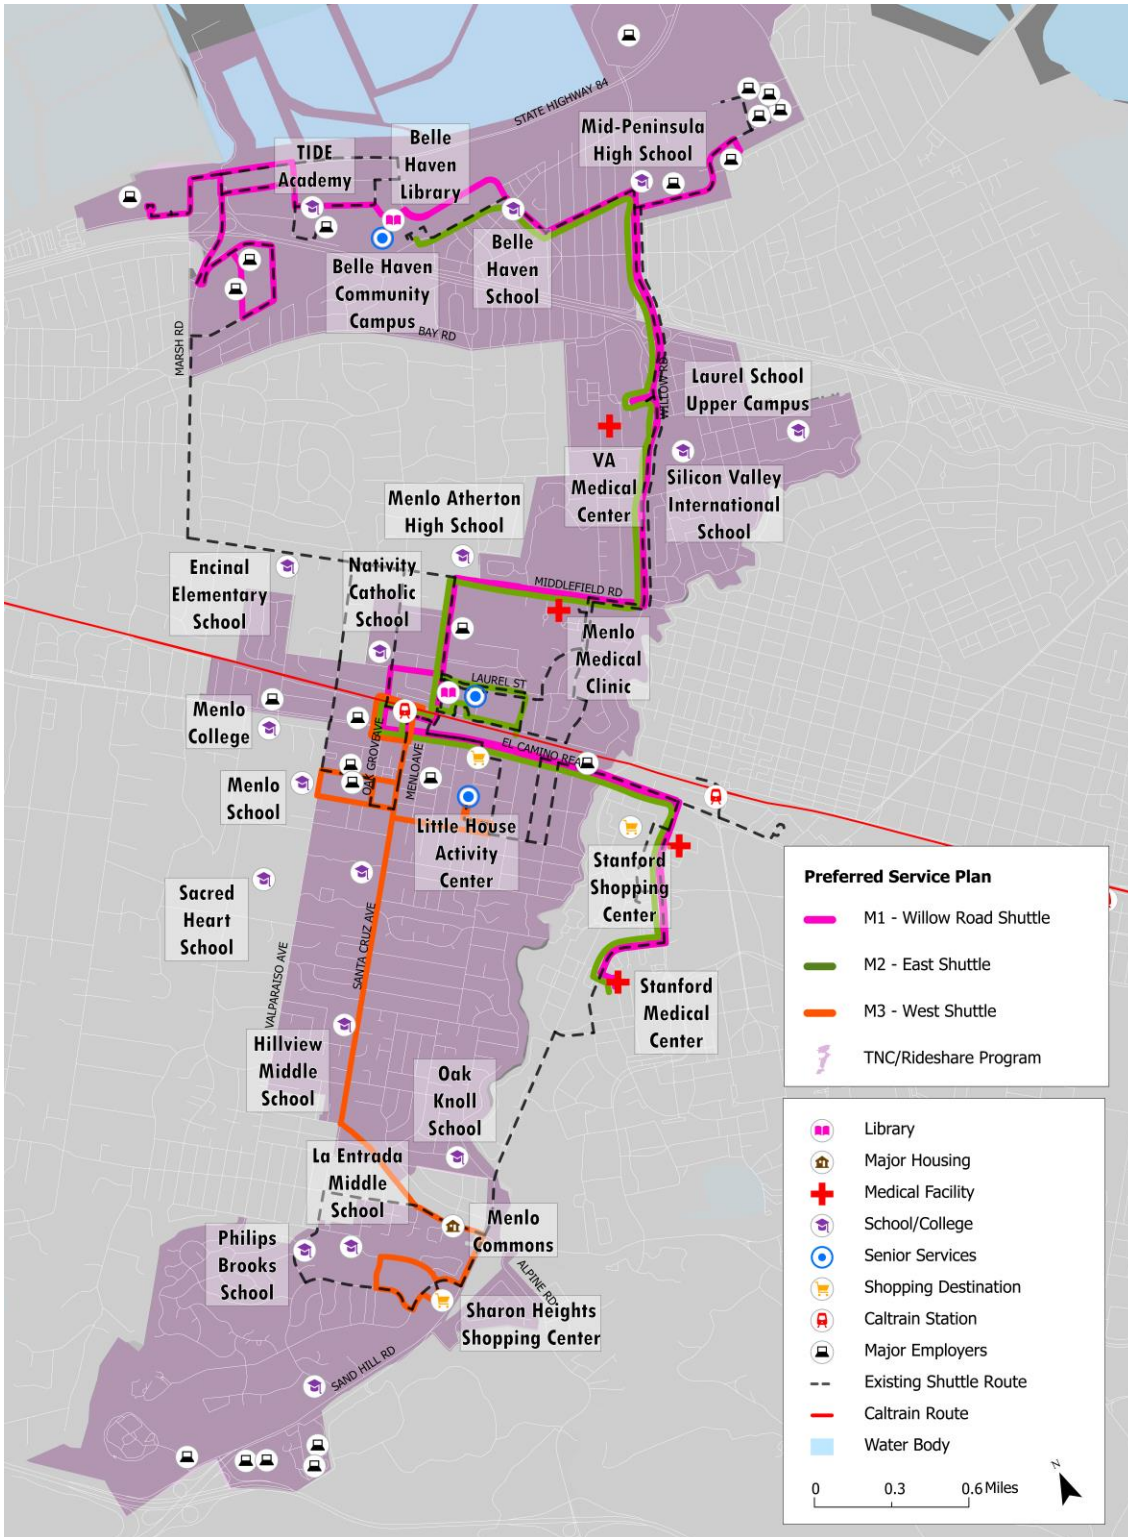 STATE HIGHWAY 84
Belle
Haven
Library
Mid-Peninsula
High School
TIDE
Academy
Belle
Haven
School
Belle Haven
Community
Campus
BAY RD
MARSH RD
WILLOW RD
Laurel School
Upper Campus
VA
Medical
Center
Silicon Valley
International
School
Menlo Atherton
High School
Encinal
Elementary
School
Nativity
Catholic
School
MIDDLEFIELD RD
Menlo
Medical
Clinic
LAUREL ST
Menlo
College
OAK GROVE AVE
MENLO AVE
EL CAMINO REAL
Menlo
School
Little House
Activity
Center
Stanford
Shopping
Center
Sacred
Heart
School
SANTA CRUZ AVE
VALPARAISO AVE
Stanford
Medical
Center
Hillview
Middle
School
Oak
Knoll
School
La Entrada
Middle
School
Menlo
Commons
Philips
Brooks
School
ALPINE RD
Sharon Heights
Shopping Center
SAND HILL RD
Preferred Service Plan
M1 - Willow Road Shuttle
M2 - East Shuttle
M3 - West Shuttle
TNC/Rideshare Program
Library
Major Housing
Medical Facility
School/College
Senior Services
Shopping Destination
Caltrain Station
Major Employers
Existing Shuttle Route
Caltrain Route
Water Body
N
0 0.3 0.6 Miles